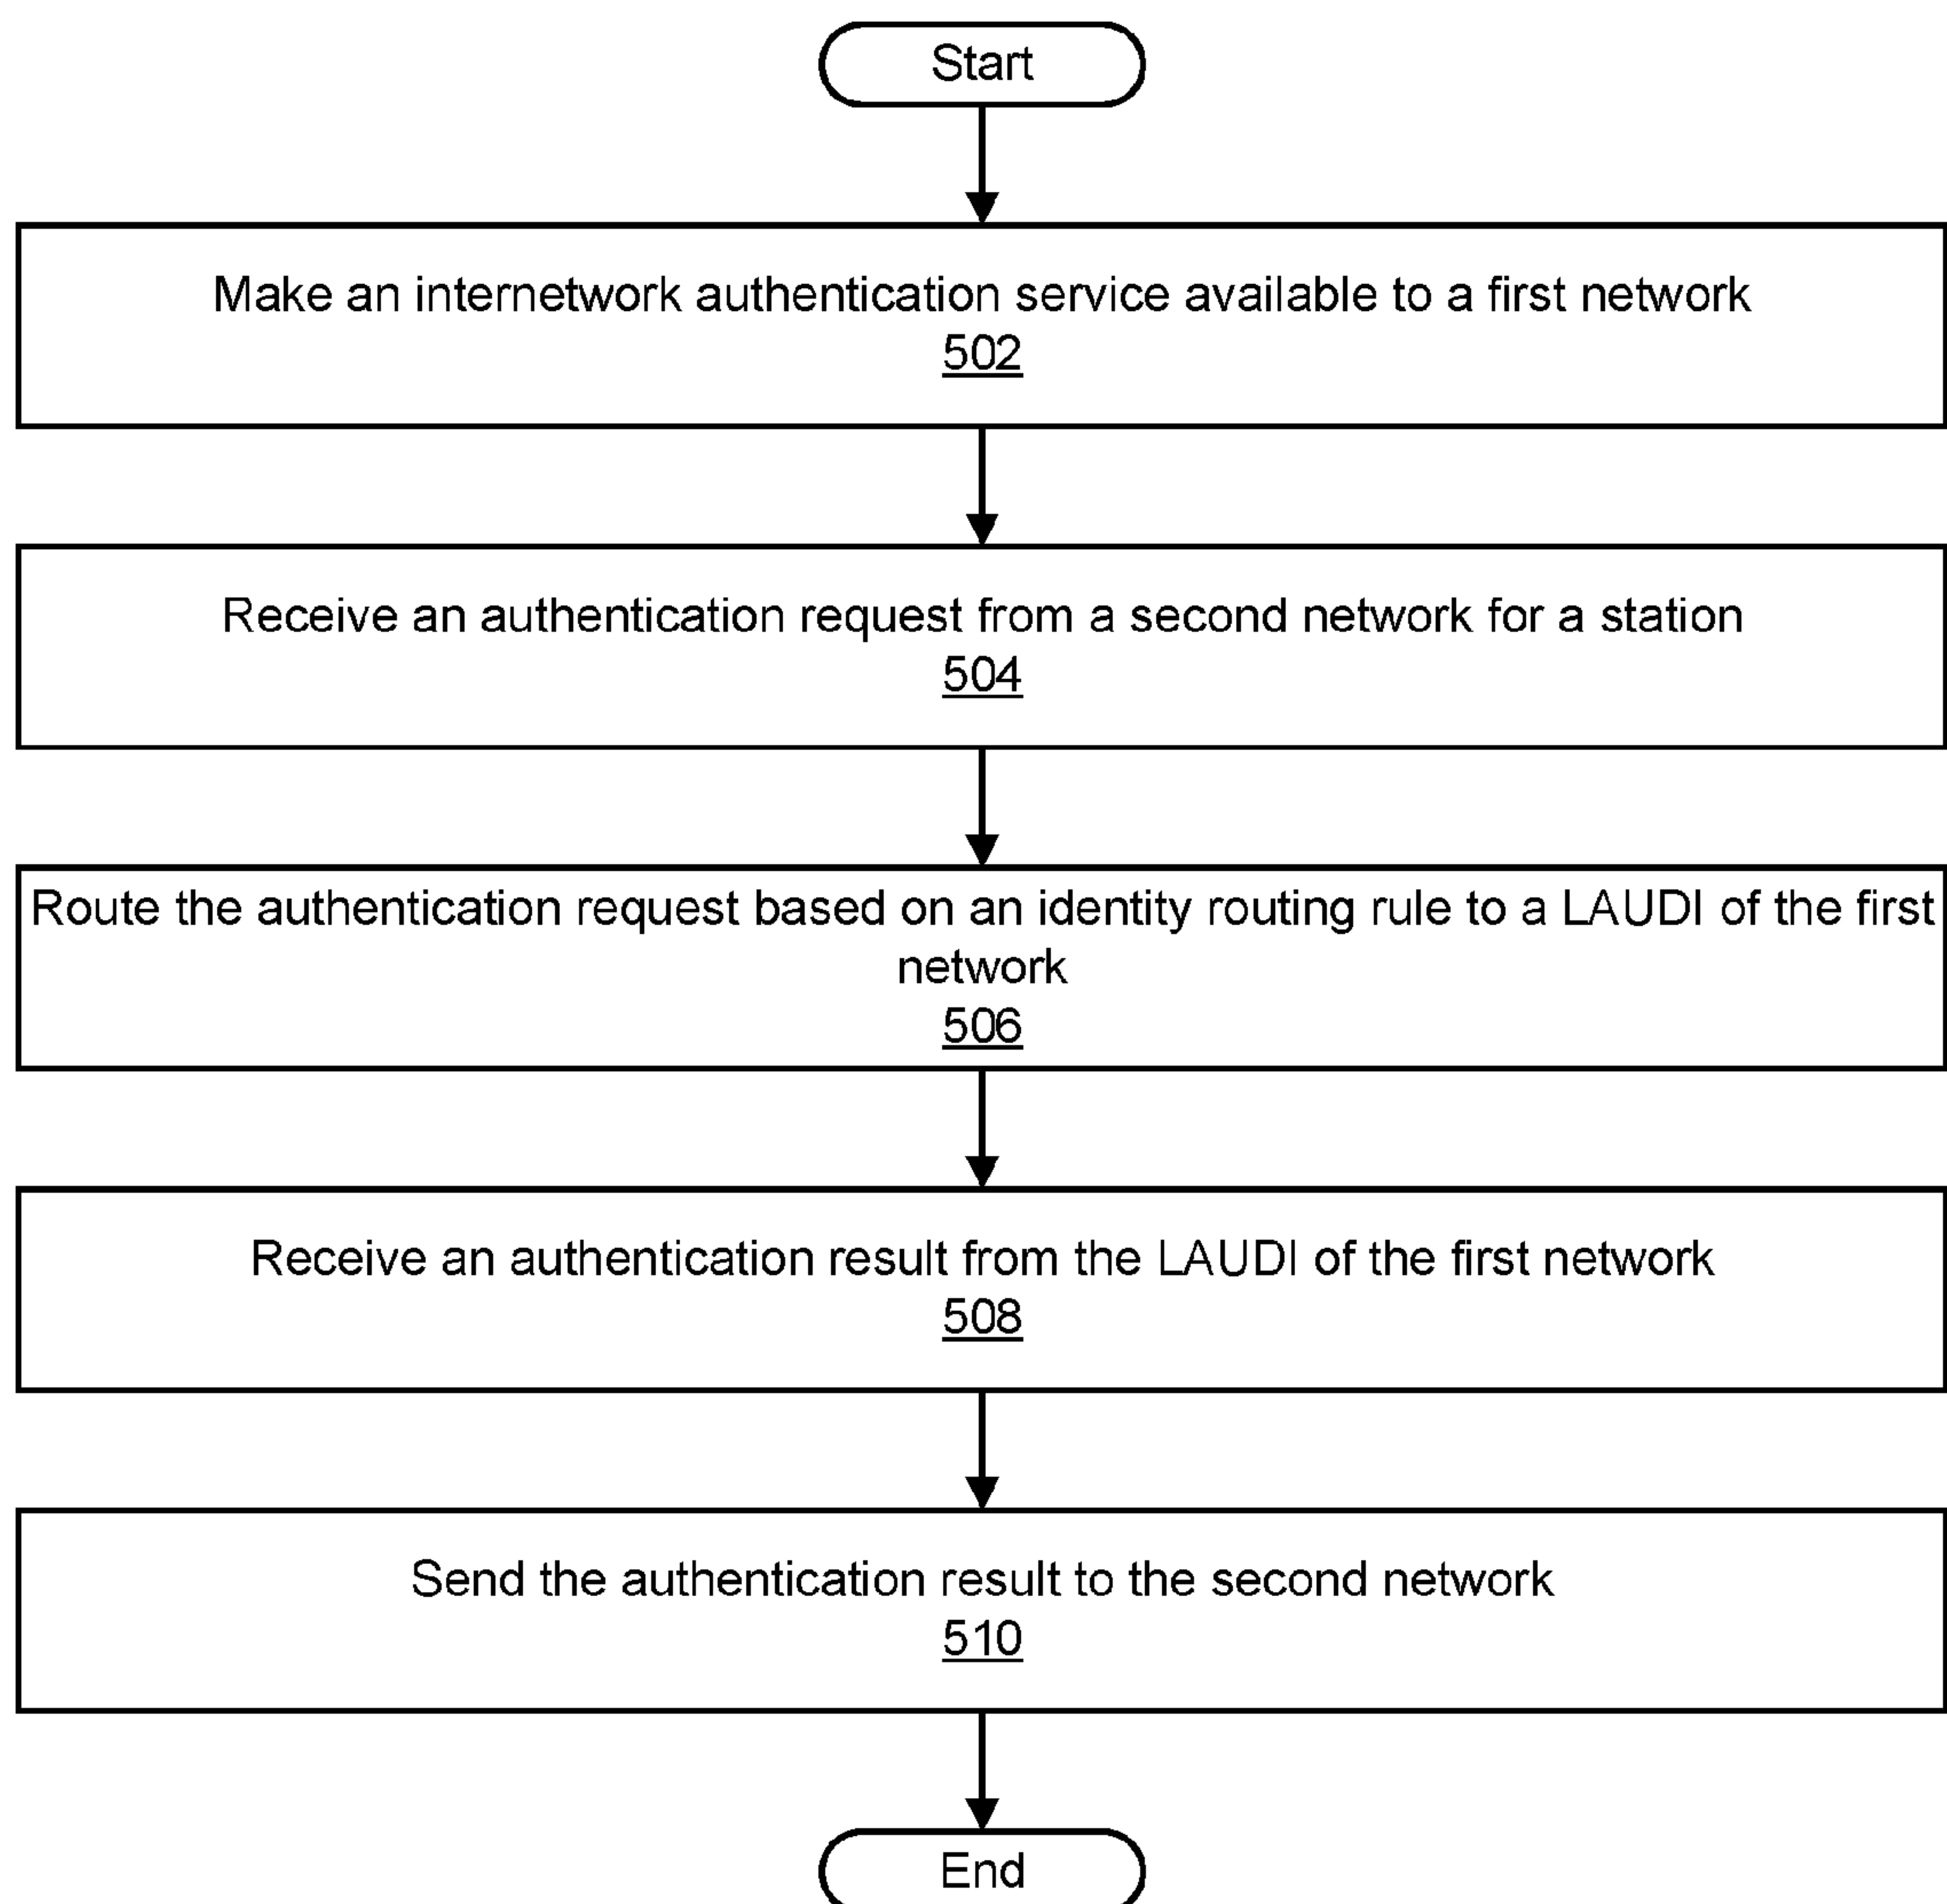 Start
Make an internetwork authentication service available to a first network
502
Receive an authentication request from a second network for a station
504
Route the authentication request based on an identity routing rule to a LAUDI of the first
network
506
Receive an authentication result from the LAUDI of the first network
508
Send the authentication result to the second network
510
End